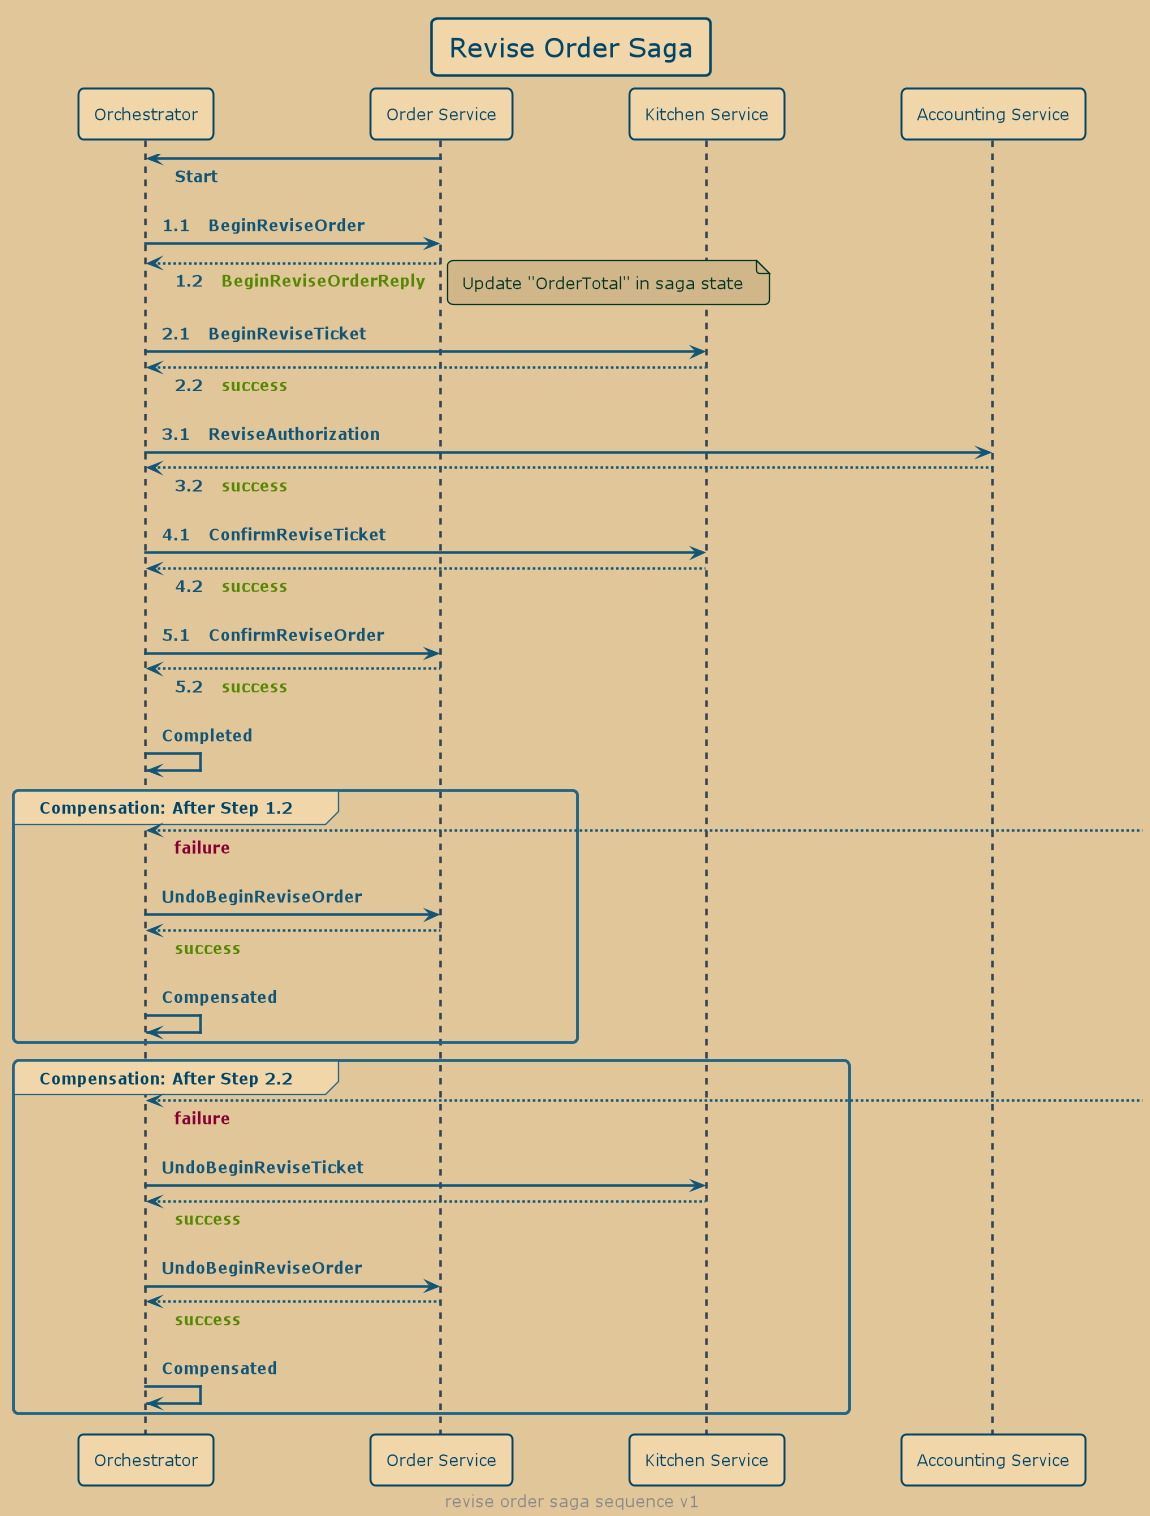 Revise Order Saga
Orchestrator
Order Service
Kitchen Service
Accounting Service
Start
1.1 BeginReviseOrder
1.2 BeginReviseOrderReply
Update "OrderTotal" in saga state
2.1 BeginReviseTicket
2.2 success
3.1 ReviseAuthorization
3.2 success
4.1 ConfirmReviseTicket
4.2 success
5.1 ConfirmReviseOrder
5.2 success
Completed
Compensation: After Step 1.2
failure
UndoBeginReviseOrder
success
Compensated
Compensation: After Step 2.2
failure
UndoBeginReviseTicket
success
UndoBeginReviseOrder
success
Compensated
Orchestrator
Order Service
Kitchen Service
Accounting Service
revise order saga sequence v1